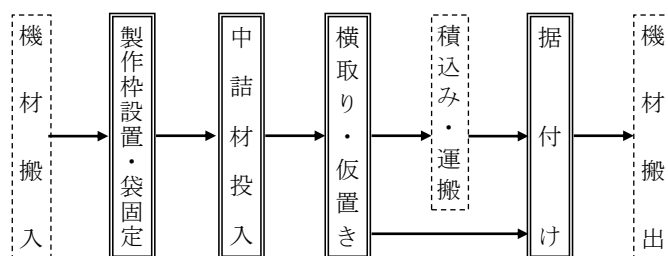 機材搬入
製作枠設置・袋固定
中詰材投入
横取り・仮置き
積込み・運搬
据付け
機材搬出